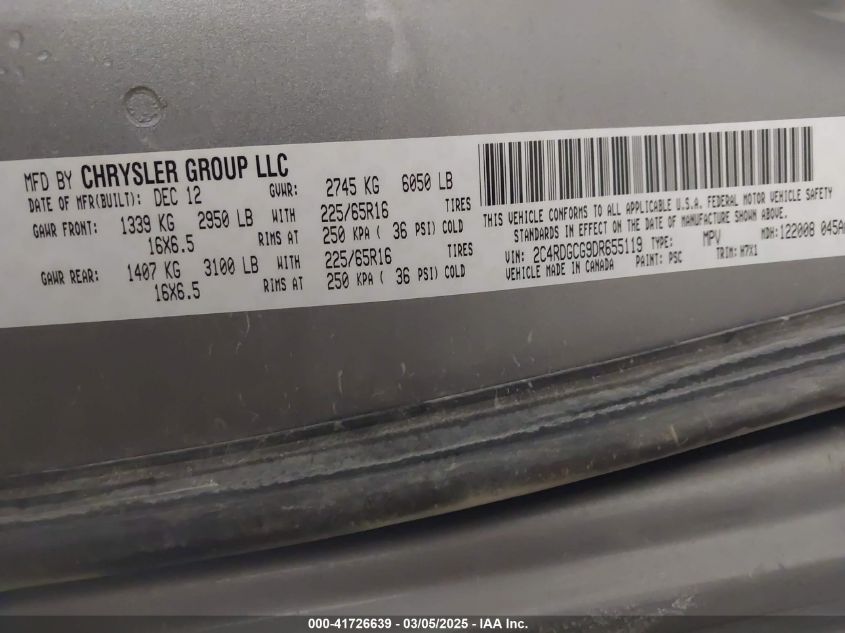 MFD BY CHRYSLER GROUP LLC
DATE OF MFR(BUILT): DEC 12 GVWR: 2745 KG 6050 LB
GAWR FRONT: 1339 KG 2950 LB WITH 225/65R16 TIRES
16X6.5 RIMS AT 250 KPA ( 36 PSI) COLD
GAWR REAR: 1407 KG 3100 LB WITH 225/65R16 TIRES
16X6.5 RIMS AT 250 KPA ( 36 PSI) COLD
THIS VEHICLE CONFORMS TO ALL APPLICABLE U.S.A. FEDERAL MOTOR VEHICLE SAFETY
STANDARDS IN EFFECT ON THE DATE OF MANUFACTURE SHOWN ABOVE.
VIN: 2C4RDGCG9DR655119 TYPE: MPV MDH: 122008 045A
VEHICLE MADE IN CANADA PAINT: PSC TRIM: H7X1
000-41726639 - 03/05/2025 - IAA Inc.